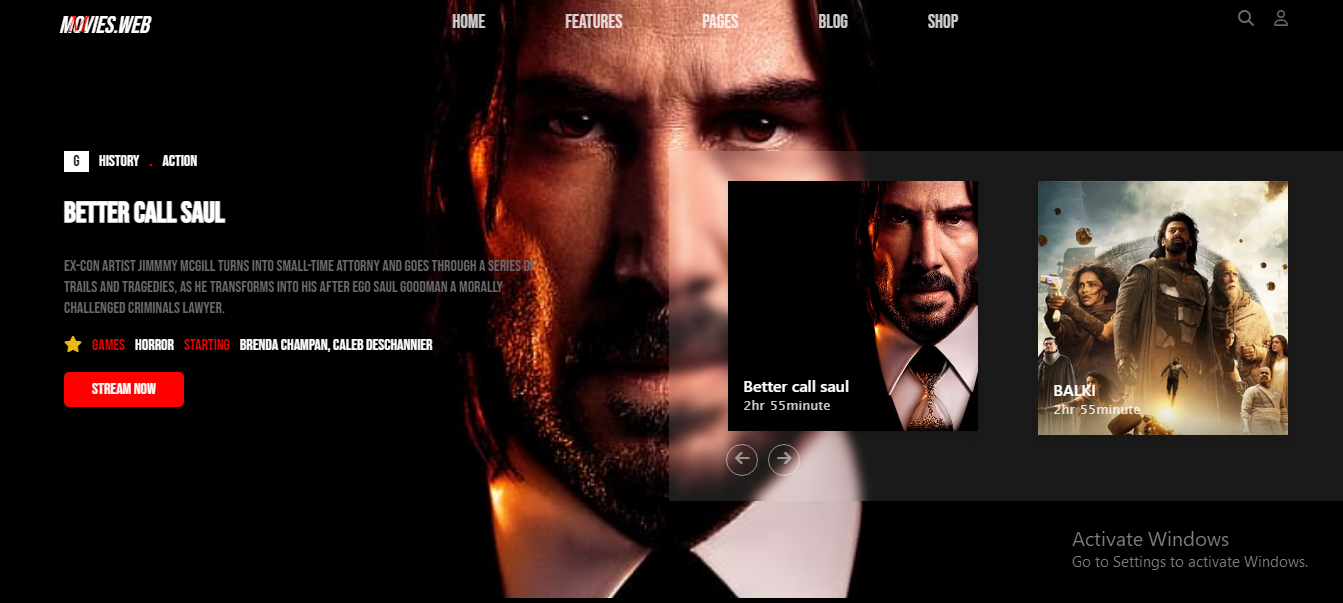 MOVIES.WEB
HOME FEATURES PAGES BLOG SHOP
G HISTORY . ACTION
BETTER CALL SAUL
EX-CON ARTIST JIMMMY MCGILL TURNS INTO SMALL-TIME ATTORNY AND GOES THROUGH A SERIES OF
TRAILS AND TRAGEDIES, AS HE TRANSFORMS INTO HIS AFTER EGO SAUL GOODMAN A MORALLY
CHALLENGED CRIMINALS LAWYER.
GAMES HORROR STARTING BRENDA CHAMPAN, CALEB DESCHANNIER
STREAM NOW
Better call saul
2hr 55minute
BALKI
2hr 55minute
Activate Windows
Go to Settings to activate Windows.